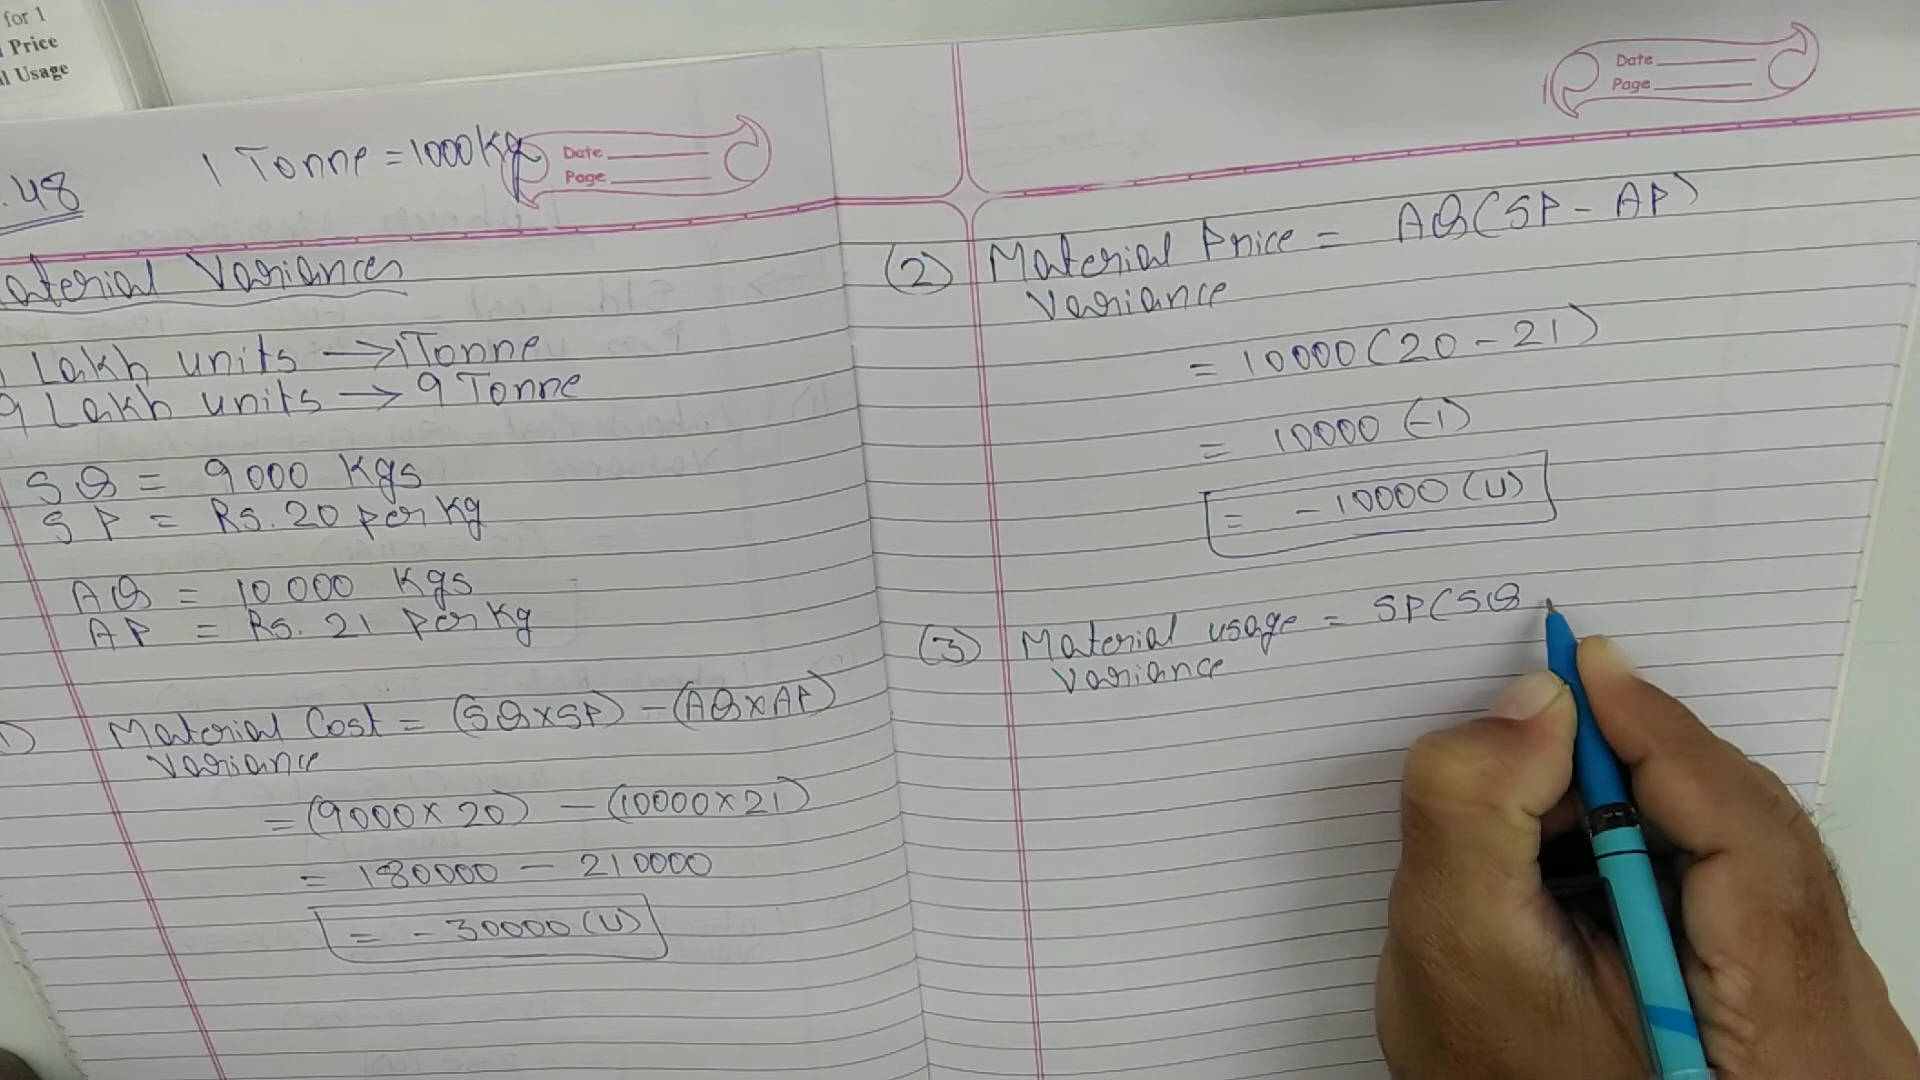 for 1
Price
Usage
1 Tonne = 1000 Kg
Date
Page
.48
aterial Variances
Lakh units → 1 Tonne
9 Lakh units → 9 Tonne
SQ = 9000 Kgs
SP = Rs. 20 per Kg
AQ = 10000 Kgs
AP = Rs. 21 per Kg
1) Material Cost = (SQ×SP) - (AQ×AP)
Variance
= (9000×20) - (10000×21)
= 180000 - 210000
= - 30000 (U)
Date
Page
(2) Material Price = AQ(SP - AP)
Variance
= 10000 (20 - 21)
= 10000 (-1)
= - 10000 (U)
(3) Material usage = SP(SQ
Variance